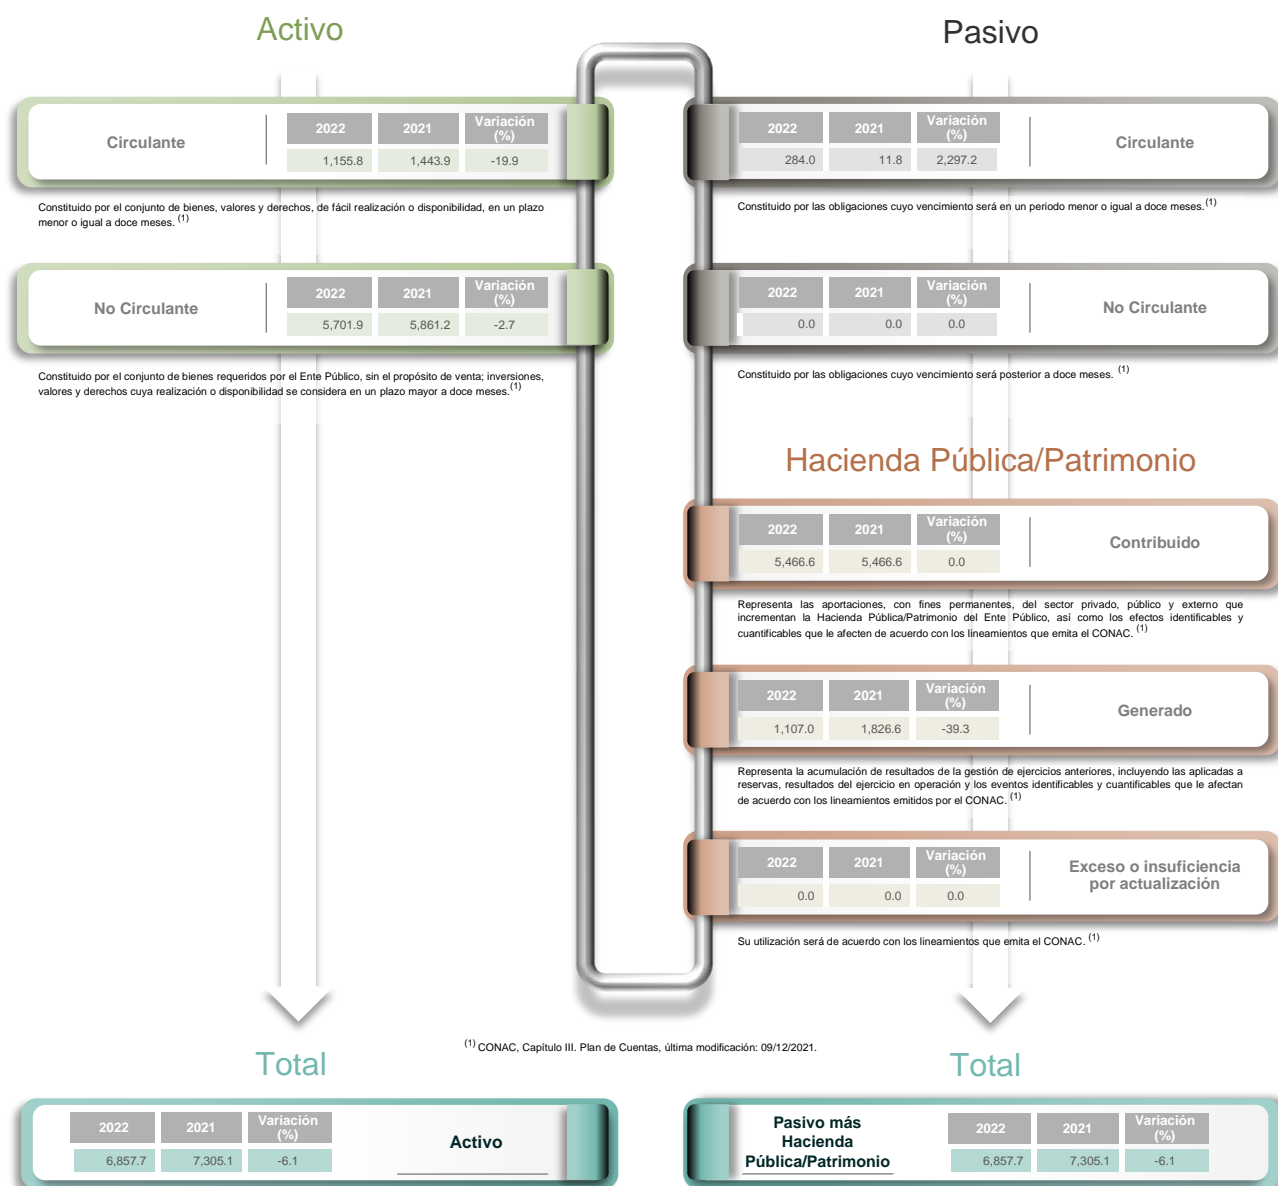 Activo
Circulante
2022 2021 Variación (%)
1,155.8 1,443.9 -19.9
Constituido por el conjunto de bienes, valores y derechos, de fácil realización o disponibilidad, en un plazo
menor o igual a doce meses. (1)
No Circulante
2022 2021 Variación (%)
5,701.9 5,861.2 -2.7
Constituido por el conjunto de bienes requeridos por el Ente Público, sin el propósito de venta; inversiones,
valores y derechos cuya realización o disponibilidad se considera en un plazo mayor a doce meses. (1)
Pasivo
2022 2021 Variación (%)
284.0 11.8 2,297.2
Circulante
Constituido por las obligaciones cuyo vencimiento será en un periodo menor o igual a doce meses. (1)
2022 2021 Variación (%)
0.0 0.0 0.0
No Circulante
Constituido por las obligaciones cuyo vencimiento será posterior a doce meses. (1)
Hacienda Pública/Patrimonio
2022 2021 Variación (%)
5,466.6 5,466.6 0.0
Contribuido
Representa las aportaciones, con fines permanentes, del sector privado, público y externo que
incrementan la Hacienda Pública/Patrimonio del Ente Público, así como los efectos identificables y
cuantificables que le afecten de acuerdo con los lineamientos que emita el CONAC. (1)
2022 2021 Variación (%)
1,107.0 1,826.6 -39.3
Generado
Representa la acumulación de resultados de la gestión de ejercicios anteriores, incluyendo las aplicadas a
reservas, resultados del ejercicio en operación y los eventos identificables y cuantificables que le afectan
de acuerdo con los lineamientos emitidos por el CONAC. (1)
2022 2021 Variación (%)
0.0 0.0 0.0
Exceso o insuficiencia
por actualización
Su utilización será de acuerdo con los lineamientos que emita el CONAC. (1)
(1) CONAC, Capítulo III. Plan de Cuentas, última modificación: 09/12/2021.
Total
2022 2021 Variación (%)
6,857.7 7,305.1 -6.1
Activo
Total
Pasivo más
Hacienda
Pública/Patrimonio
2022 2021 Variación (%)
6,857.7 7,305.1 -6.1